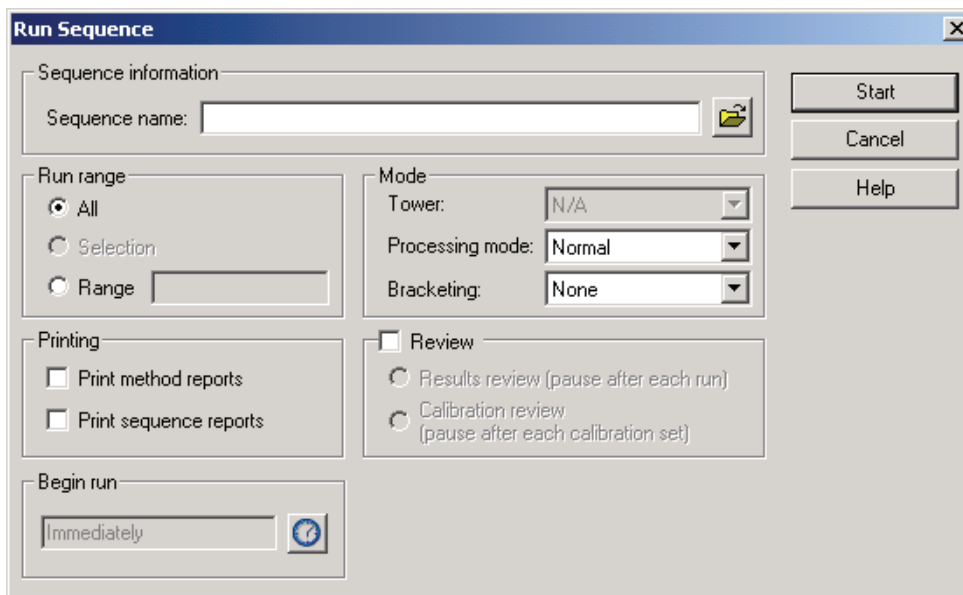 Run Sequence
Sequence information
Sequence name:
Start
Cancel
Help
Run range
All
Selection
Range
Mode
Tower: N/A
Processing mode: Normal
Bracketing: None
Printing
Print method reports
Print sequence reports
Review
Results review (pause after each run)
Calibration review
(pause after each calibration set)
Begin run
Immediately